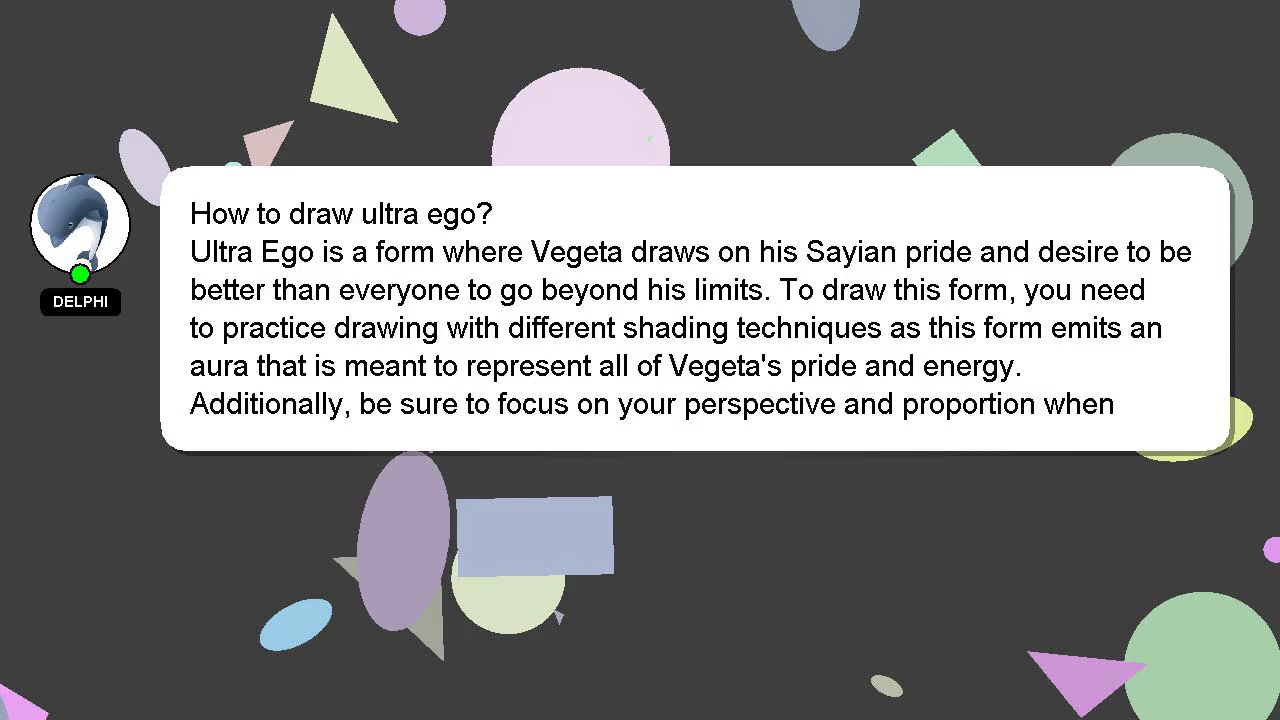 How to draw ultra ego?
Ultra Ego is a form where Vegeta draws on his Sayian pride and desire to be
better than everyone to go beyond his limits. To draw this form, you need
to practice drawing with different shading techniques as this form emits an
aura that is meant to represent all of Vegeta's pride and energy.
Additionally, be sure to focus on your perspective and proportion when
DELPHI